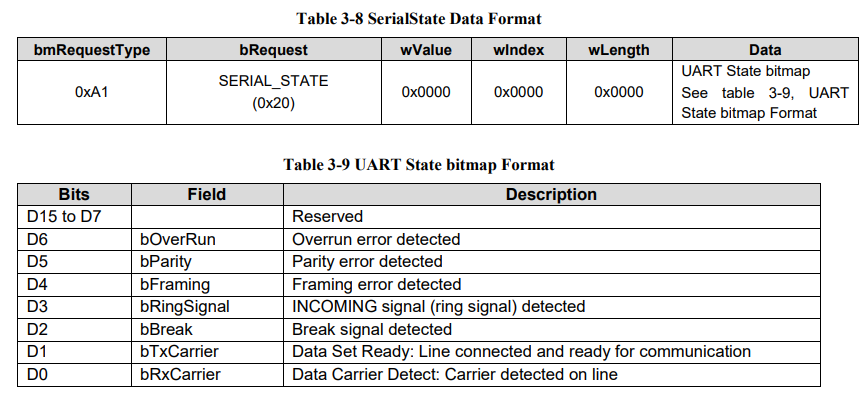 Table 3-8 SerialState Data Format
bmRequestType bRequest wValue wIndex wLength Data
0xA1 SERIAL_STATE (0x20) 0x0000 0x0000 0x0000 UART State bitmap
See table 3-9, UART
State bitmap Format
Table 3-9 UART State bitmap Format
Bits Field Description
D15 to D7 Reserved
D6 bOverRun Overrun error detected
D5 bParity Parity error detected
D4 bFraming Framing error detected
D3 bRingSignal INCOMING signal (ring signal) detected
D2 bBreak Break signal detected
D1 bTxCarrier Data Set Ready: Line connected and ready for communication
D0 bRxCarrier Data Carrier Detect: Carrier detected on line